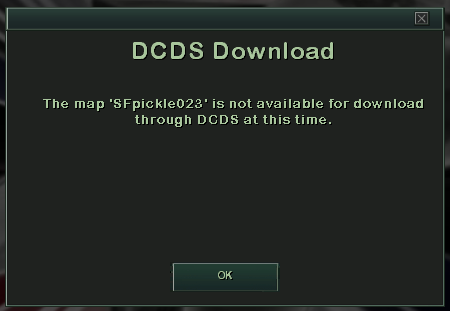 DCDS Download
The map 'SFpickle023' is not available for download
through DCDS at this time.
OK